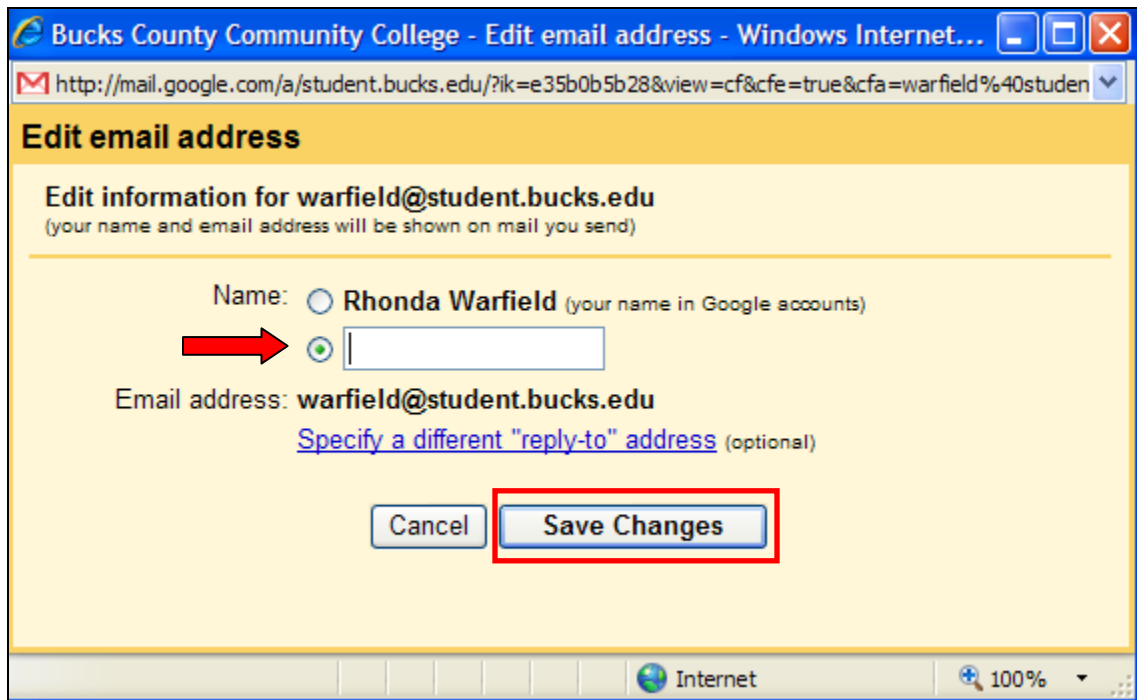 Bucks County Community College - Edit email address - Windows Internet...
http://mail.google.com/a/student.bucks.edu/?ik=e35b0b5b28&view=cf&cfe=true&cfa=warfield%40studen
Edit email address
Edit information for warfield@student.bucks.edu
(your name and email address will be shown on mail you send)
Name: Rhonda Warfield (your name in Google accounts)
Email address: warfield@student.bucks.edu
Specify a different "reply-to" address (optional)
Cancel Save Changes
Internet 100%